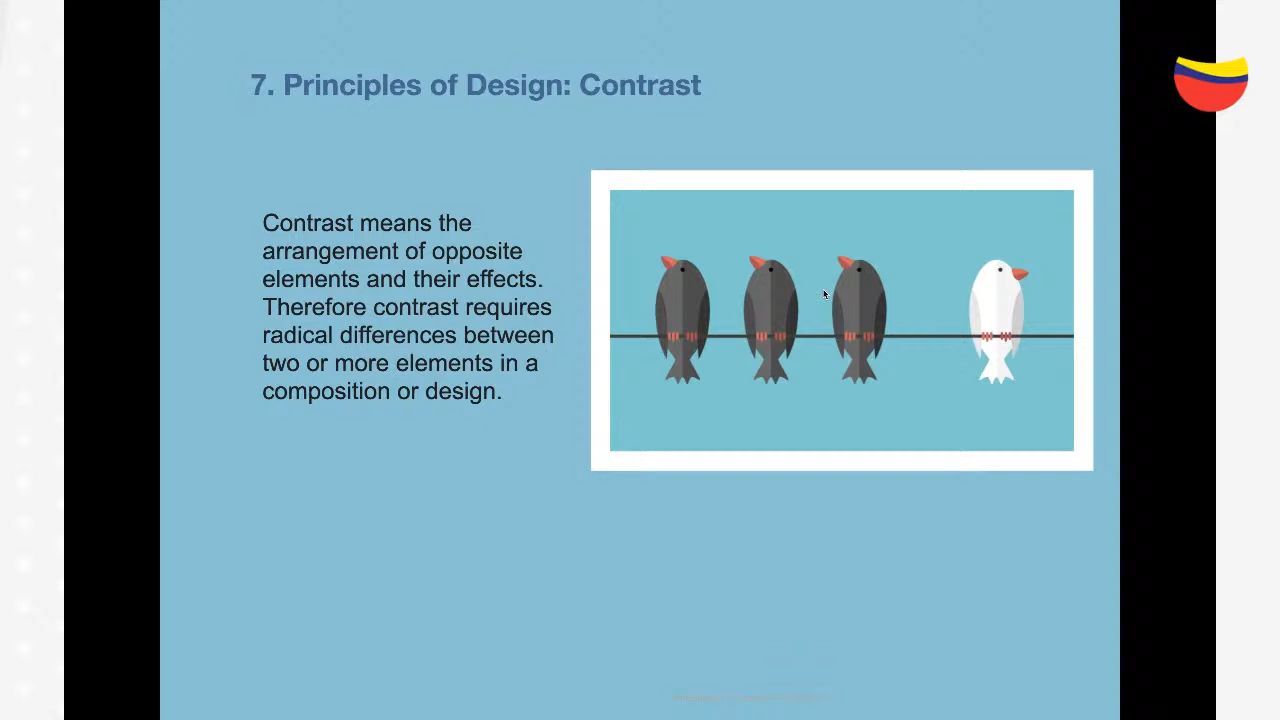 7. Principles of Design: Contrast
Contrast means the
arrangement of opposite
elements and their effects.
Therefore contrast requires
radical differences between
two or more elements in a
composition or design.